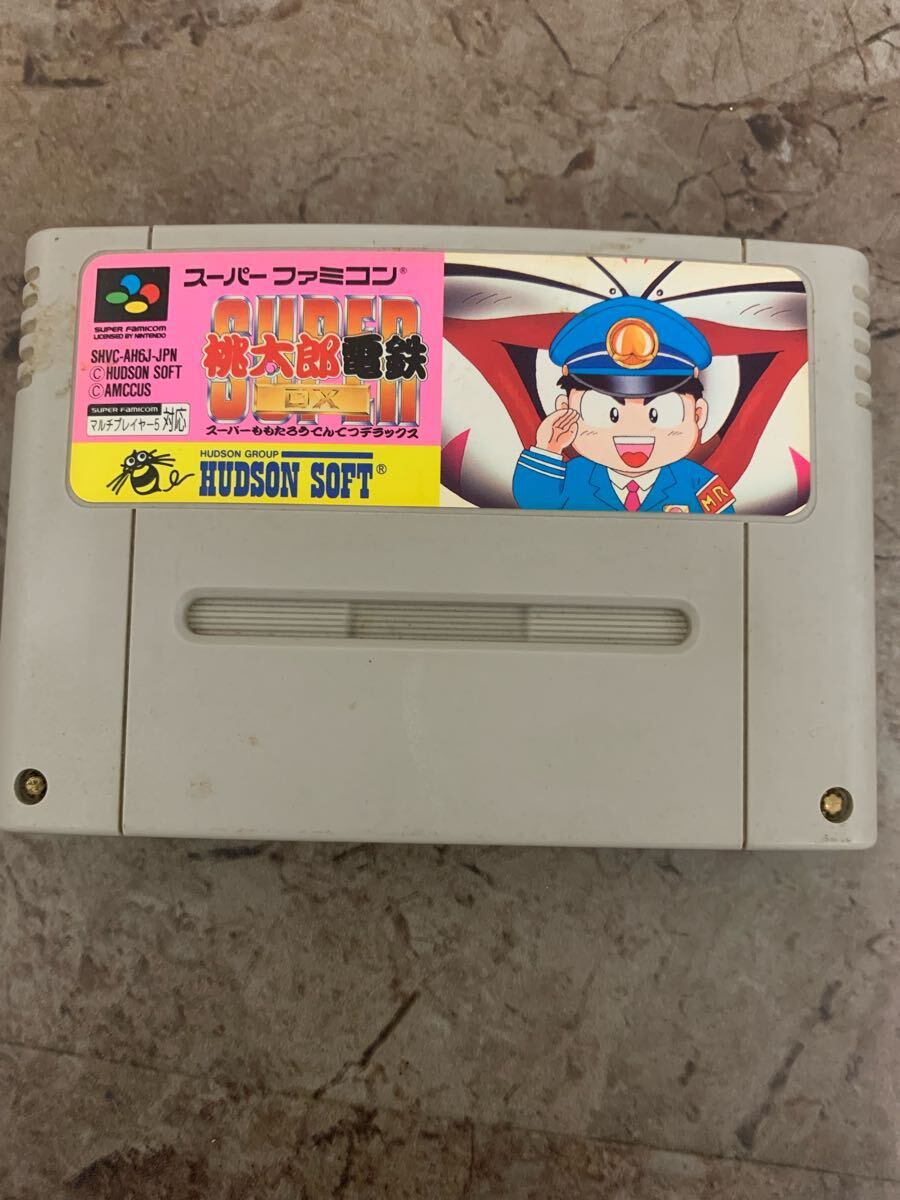 スーパーファミコン®
SUPER FAMICOM
LICENSED BY NINTENDO
SHVC-AH6J-JPN
©HUDSON SOFT
©AMCCUS
SUPER FAMICOM
マルチプレイヤー5 対応
SUPER
桃太郎電鉄
DX
スーパーももたろうでんてつデラックス
HUDSON GROUP
HUDSON SOFT®
MR